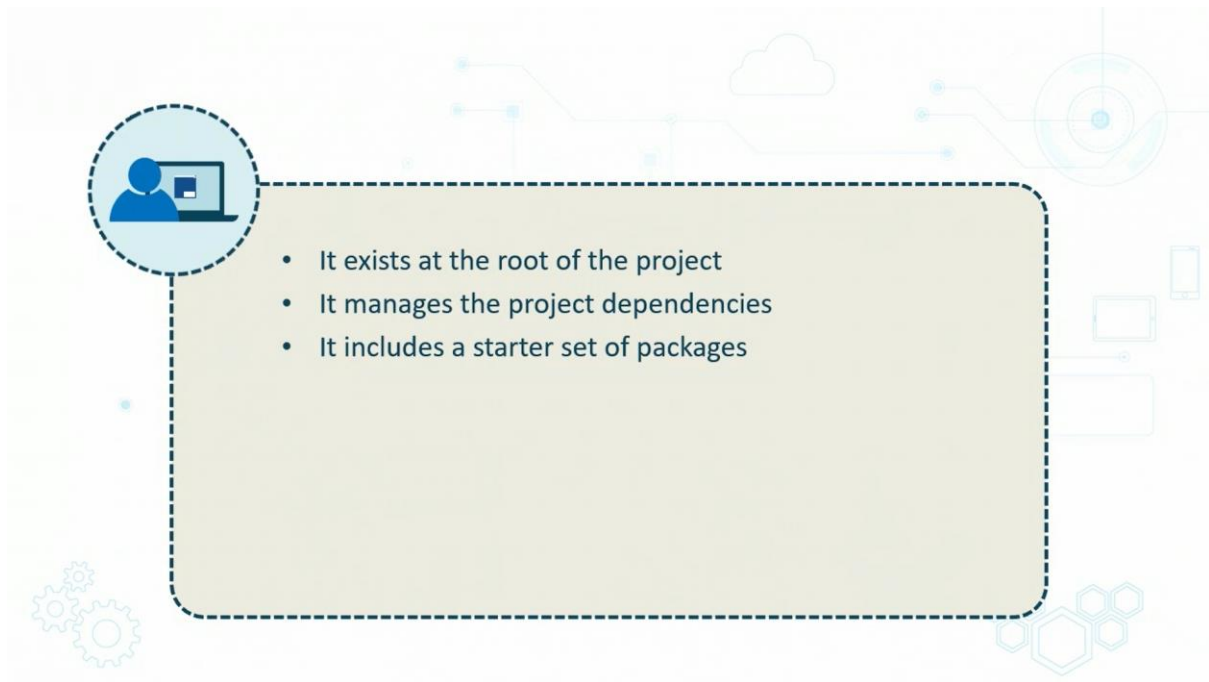 • It exists at the root of the project
• It manages the project dependencies
• It includes a starter set of packages